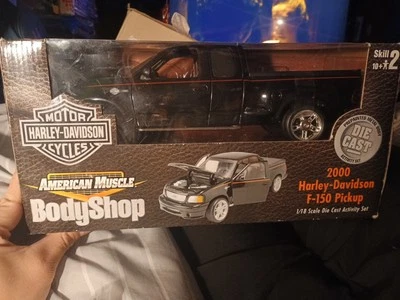 Skill
10+ 2
MOTOR
HARLEY-DAVIDSON
CYCLES
DIE
CAST
AMERICAN MUSCLE
BodyShop
2000
Harley-Davidson
F-150 Pickup
1/18 Scale Die Cast Activity Set